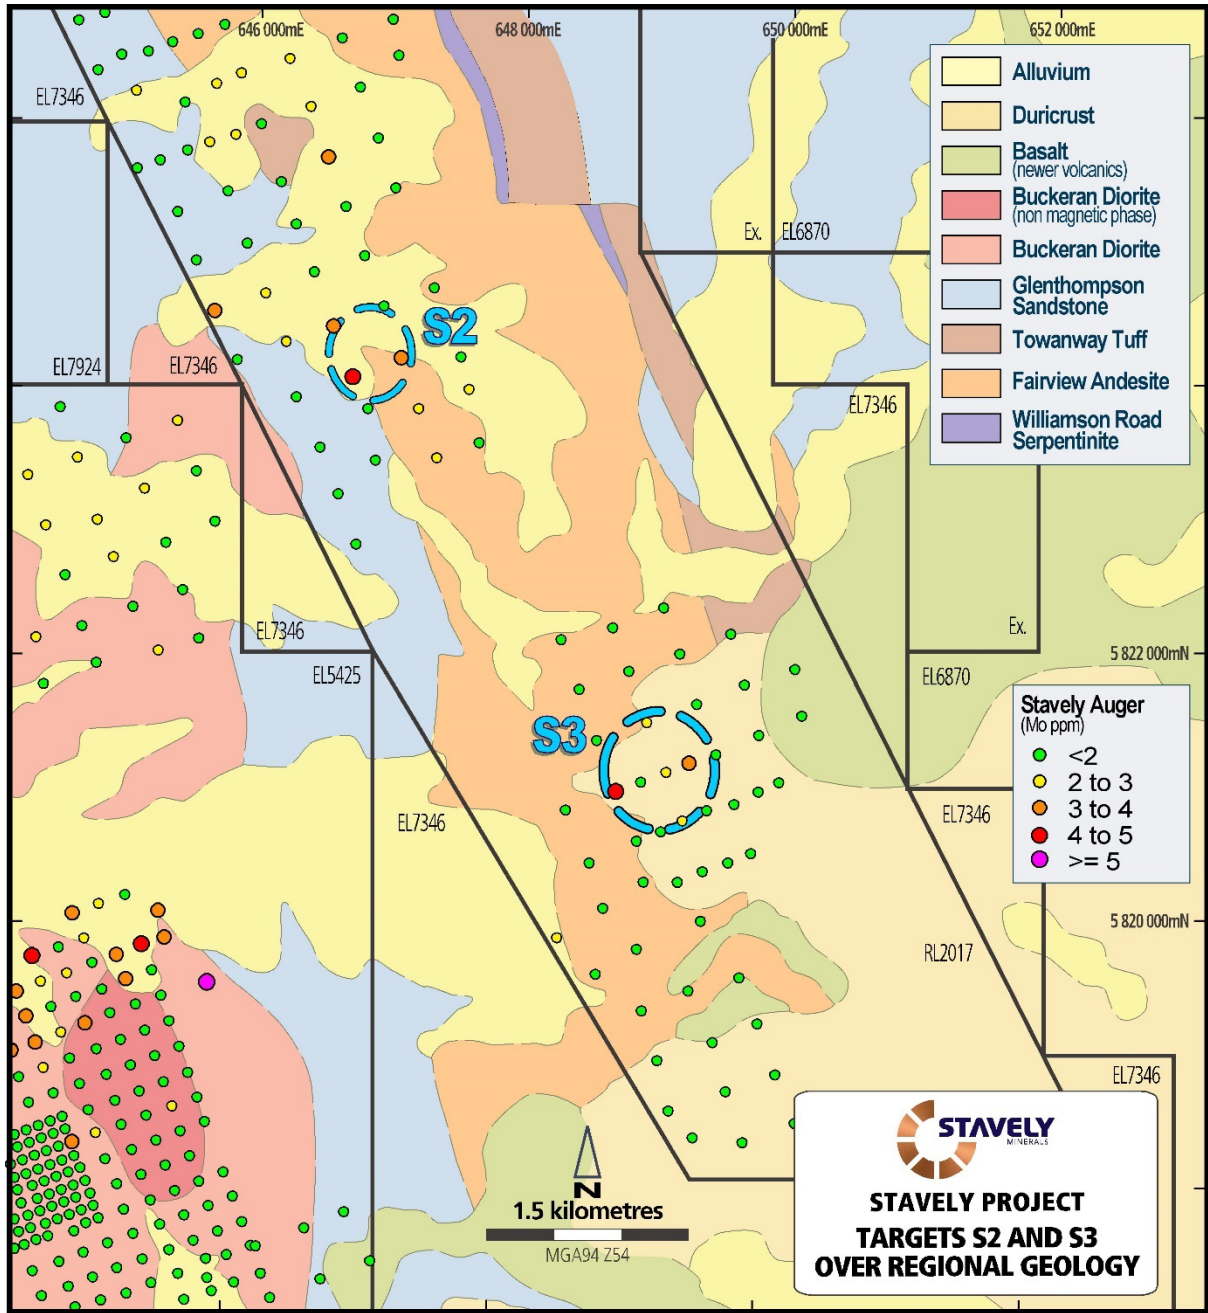 646 000mE
648 000mE
650 000mE
652 000mE
EL7346
Alluvium
Duricrust
Basalt
(newer volcanics)
Buckeran Diorite
(non magnetic phase)
Buckeran Diorite
Glenthompson
Sandstone
Towanway Tuff
Fairview Andesite
Williamson Road
Serpentinite
Ex.
EL6870
S2
EL7924
EL7346
EL7346
EL7346
Ex.
EL5425
5 822 000mN
EL6870
S3
Stavely Auger
(Mo ppm)
<2
2 to 3
3 to 4
4 to 5
>= 5
EL7346
EL7346
5 820 000mN
RL2017
EL7346
N
1.5 kilometres
MGA94 Z54
STAVELY
MINERALS
STAVELY PROJECT
TARGETS S2 AND S3
OVER REGIONAL GEOLOGY